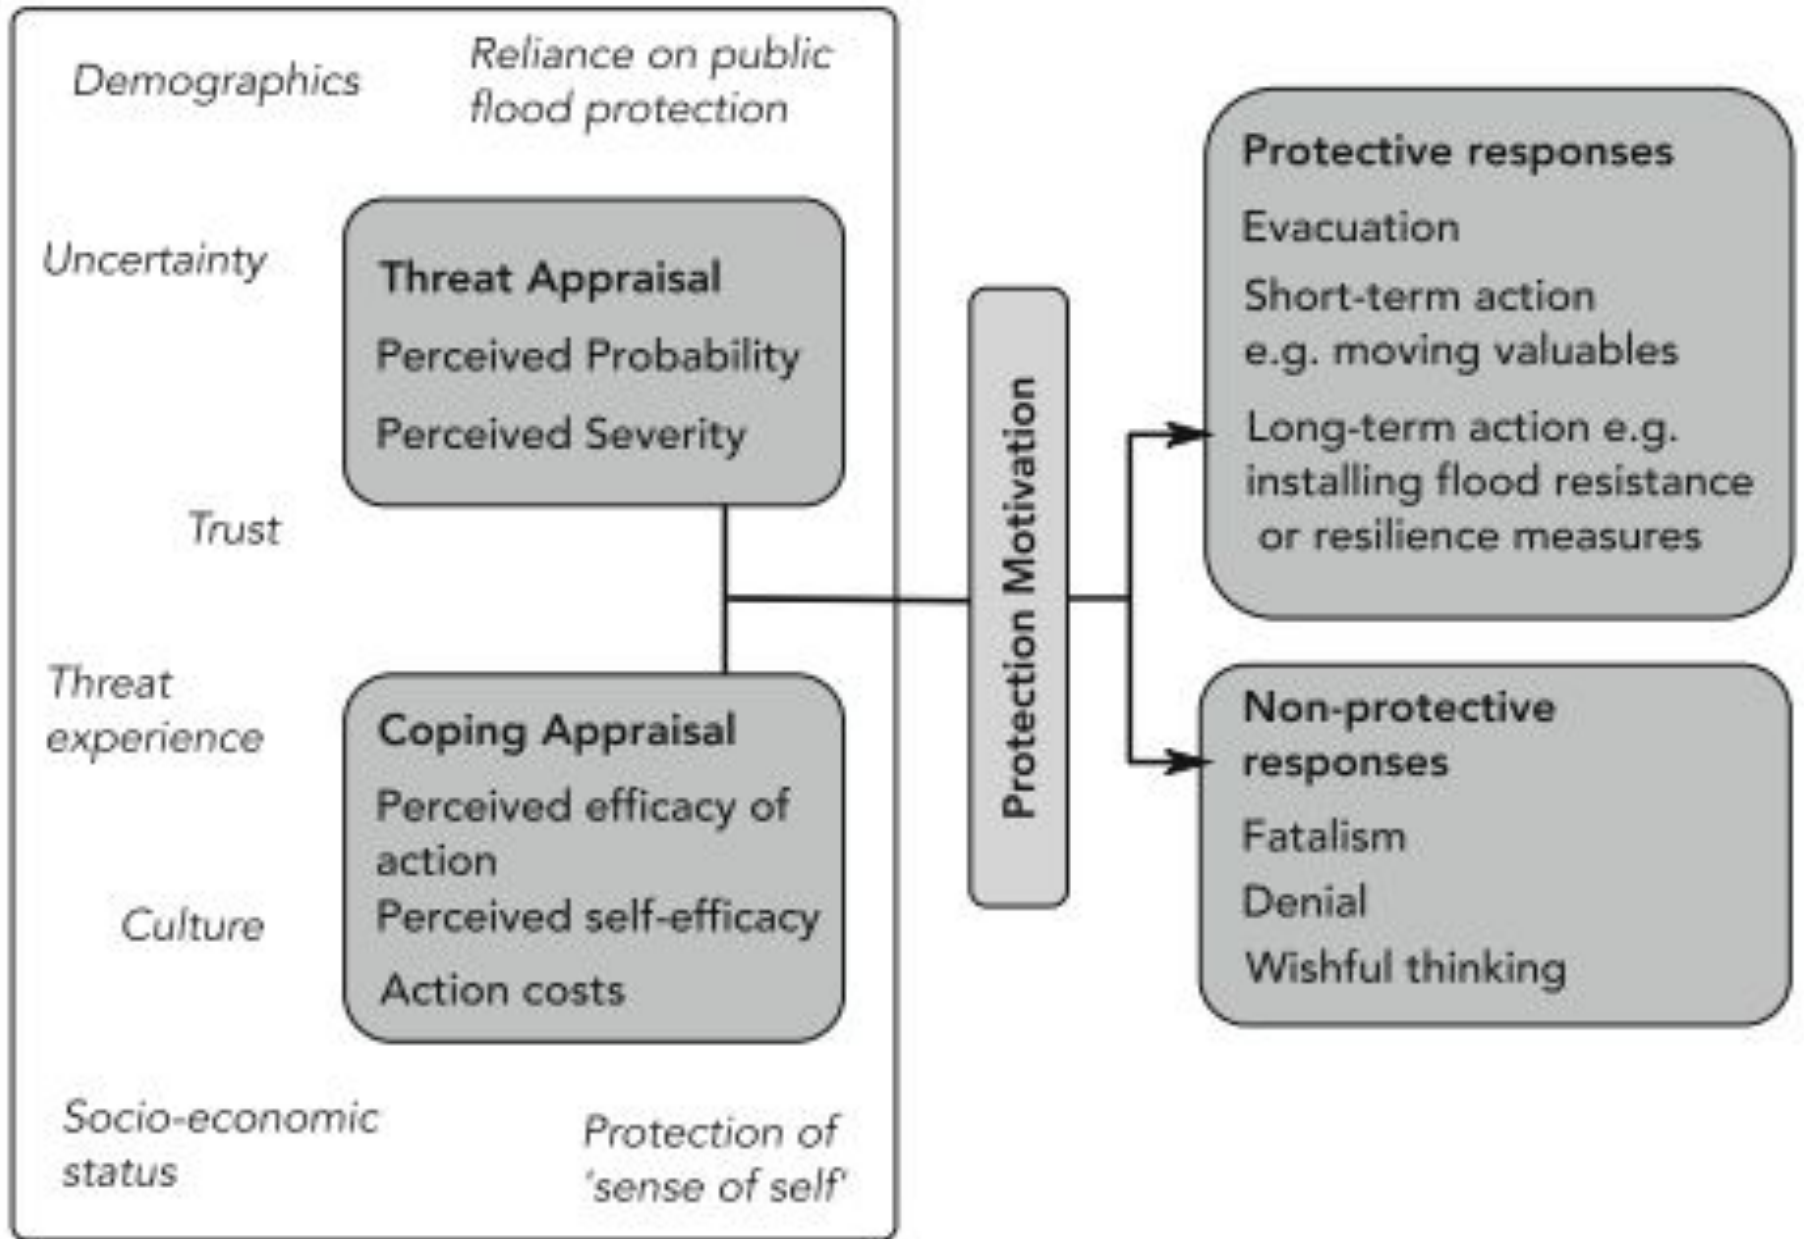 Demographics
Reliance on public
flood protection
Uncertainty
Threat Appraisal
Perceived Probability
Perceived Severity
Trust
Threat
experience
Coping Appraisal
Perceived efficacy of
action
Perceived self-efficacy
Action costs
Culture
Socio-economic
status
Protection of
'sense of self'
Protection Motivation
Protective responses
Evacuation
Short-term action
e.g. moving valuables
Long-term action e.g.
installing flood resistance
or resilience measures
Non-protective
responses
Fatalism
Denial
Wishful thinking